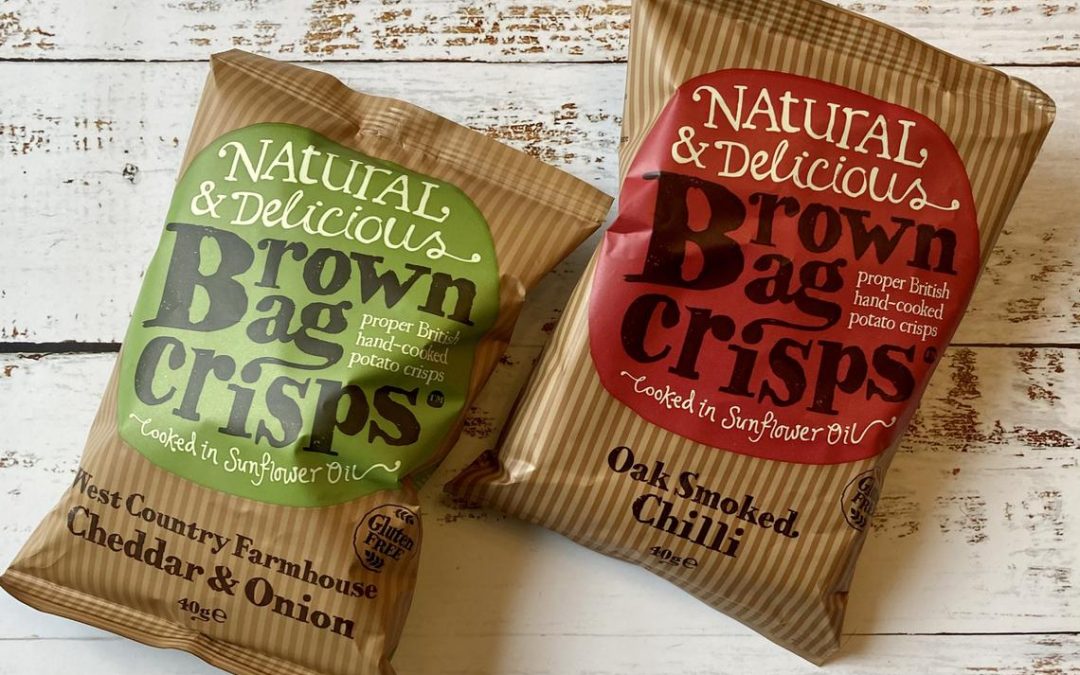 NAturAL
& Delicious
Brown
Bag
proper British
hand-cooked
potato crisps
crisps™
Cooked in Sunflower Oil
West Country Farmhouse
Cheddar & Onion
40g℮
Gluten
FREE
NAturAL
& Delicious
Brown
Bag
proper British
hand-cooked
potato crisps
crisps
Cooked in Sunflower Oil
Oak Smoked
Chilli
40g℮